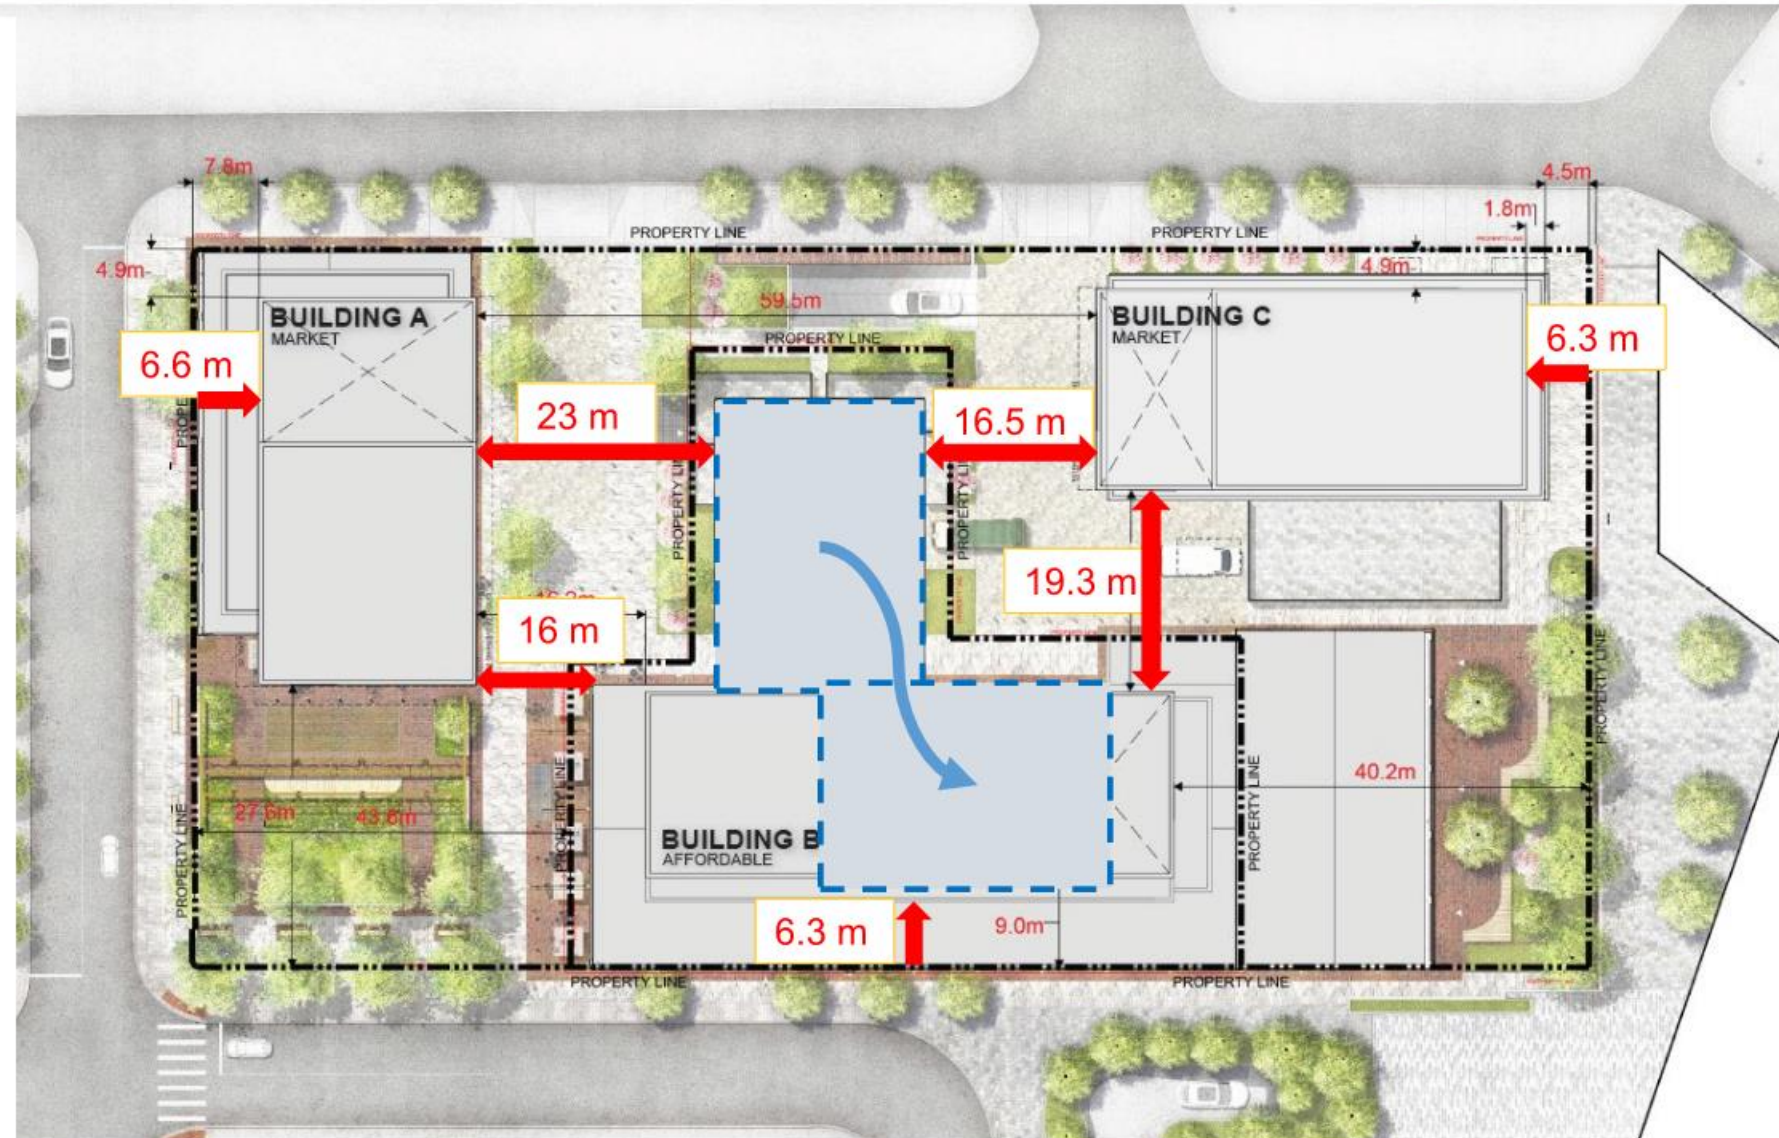 7.8m
4.5m
1.8m
PROPERTY LINE
PROPERTY LINE
4.9m
4.9m
59.5m
BUILDING A
MARKET
BUILDING C
MARKET
PROPERTY LINE
6.6 m
6.3 m
23 m
16.5 m
PROPERTY LINE
PROPERTY LINE
19.3 m
16 m
PROPERTY LINE
40.2m
27.6m
43.6m
BUILDING B
AFFORDABLE
PROPERTY LINE
PROPERTY LINE
PROPERTY LINE
6.3 m
9.0m
PROPERTY LINE
PROPERTY LINE